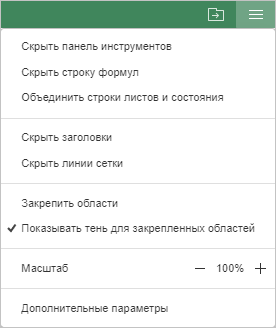 Скрыть панель инструментов
Скрыть строку формул
Объединить строки листов и состояния
Скрыть заголовки
Скрыть линии сетки
Закрепить области
Показывать тень для закрепленных областей
Масштаб — 100% +
Дополнительные параметры